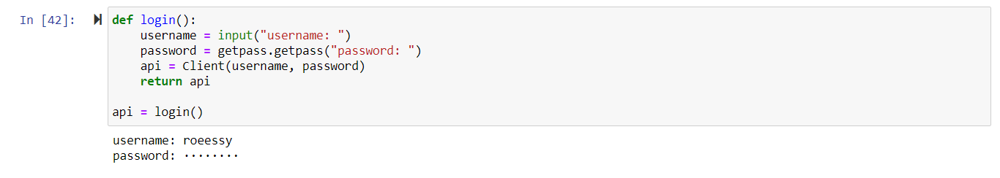 In [42]:
def login():
    username = input("username: ")
    password = getpass.getpass("password: ")
    api = Client(username, password)
    return api

api = login()
username: roeessy
password: ········